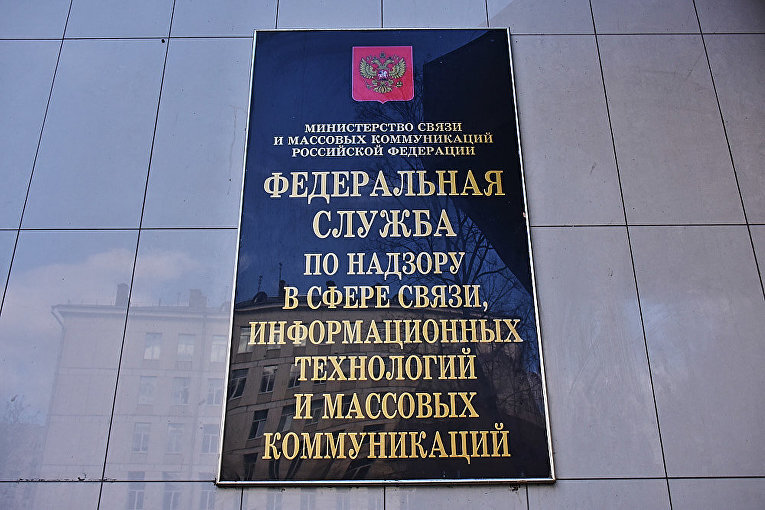 МИНИСТЕРСТВО СВЯЗИ
И МАССОВЫХ КОММУНИКАЦИЙ
РОССИЙСКОЙ ФЕДЕРАЦИИ
ФЕДЕРАЛЬНАЯ
СЛУЖБА
ПО НАДЗОРУ
В СФЕРЕ СВЯЗИ,
ИНФОРМАЦИОННЫХ
ТЕХНОЛОГИЙ
И МАССОВЫХ
КОММУНИКАЦИЙ